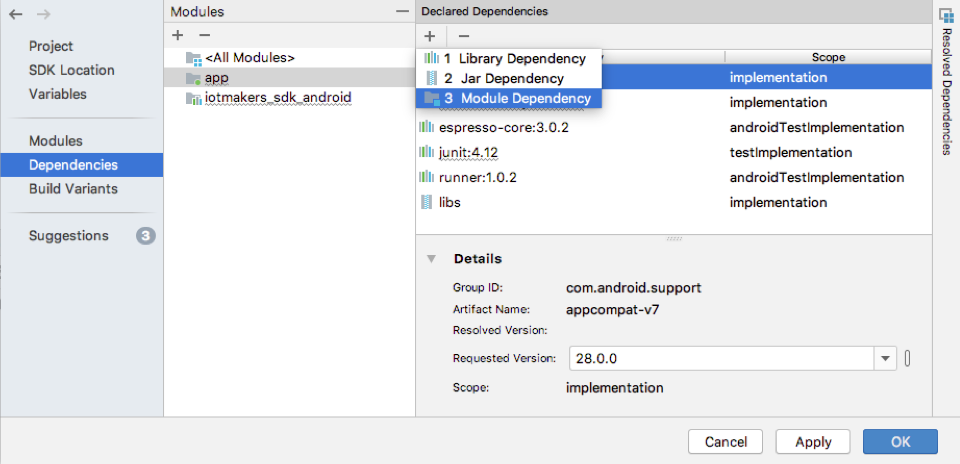 Project
SDK Location
Variables
Modules
Dependencies
Build Variants
Suggestions 3
Modules
<All Modules>
app
iotmakers_sdk_android
Declared Dependencies
1 Library Dependency
2 Jar Dependency
3 Module Dependency
Scope
implementation
implementation
espresso-core:3.0.2 androidTestImplementation
junit:4.12 testImplementation
runner:1.0.2 androidTestImplementation
libs implementation
Details
Group ID: com.android.support
Artifact Name: appcompat-v7
Resolved Version:
Requested Version: 28.0.0
Scope: implementation
Resolved Dependencies
Cancel Apply OK